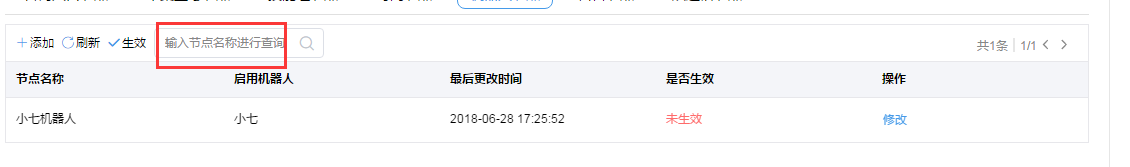 添加 刷新 生效 输入节点名称进行查询 共1条 1/1
节点名称 启用机器人 最后更改时间 是否生效 操作
小七机器人 小七 2018-06-28 17:25:52 未生效 修改